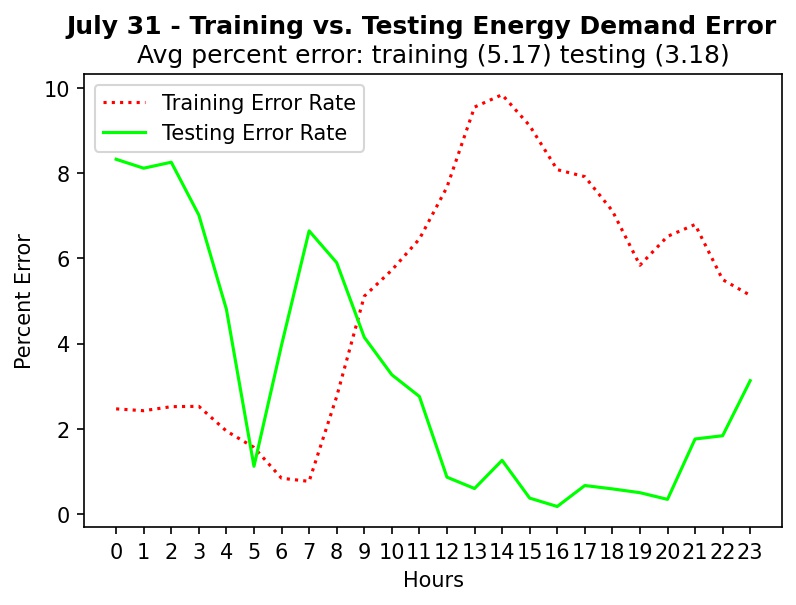 July 31 - Training vs. Testing Energy Demand Error
Avg percent error: training (5.17) testing (3.18)
Training Error Rate
Testing Error Rate
Percent Error
10
8
6
4
2
0
0 1 2 3 4 5 6 7 8 9 10 11 12 13 14 15 16 17 18 19 20 21 22 23
Hours